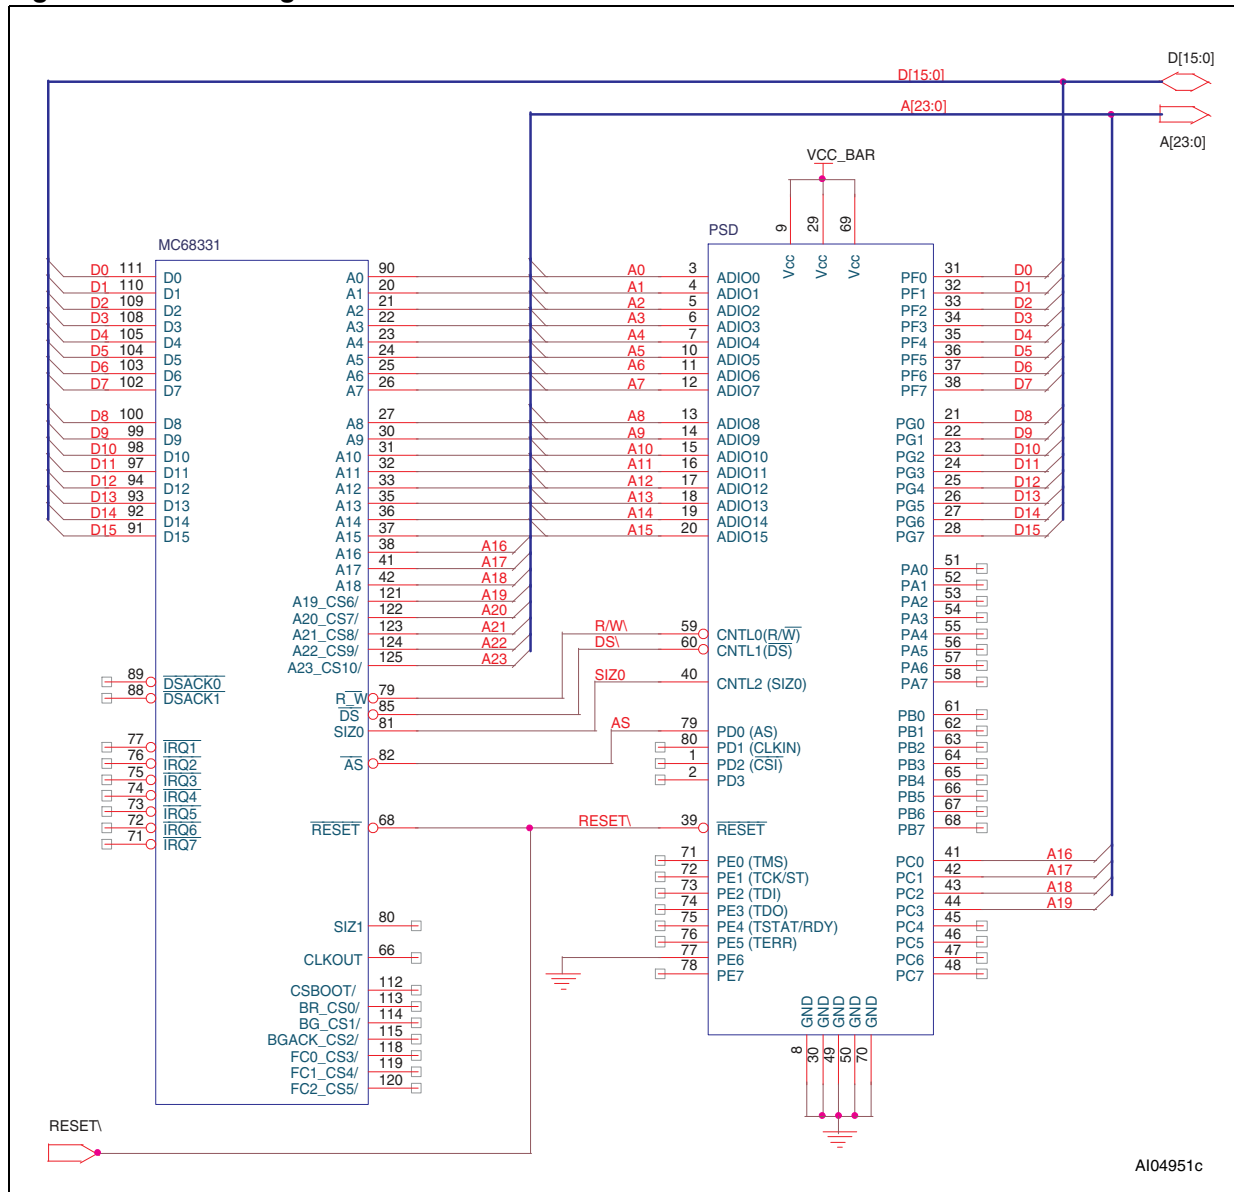 D[15:0]
D[15:0]
A[23:0]
A[23:0]
VCC_BAR
MC68331
PSD
9 29 69
Vcc Vcc Vcc
D0 111 D0 A0 90 A0 3 ADIO0 PF0 31 D0
D1 110 D1 A1 20 A1 4 ADIO1 PF1 32 D1
D2 109 D2 A2 21 A2 5 ADIO2 PF2 33 D2
D3 108 D3 A3 22 A3 6 ADIO3 PF3 34 D3
D4 105 D4 A4 23 A4 7 ADIO4 PF4 35 D4
D5 104 D5 A5 24 A5 10 ADIO5 PF5 36 D5
D6 103 D6 A6 25 A6 11 ADIO6 PF6 37 D6
D7 102 D7 A7 26 A7 12 ADIO7 PF7 38 D7
D8 100 D8 A8 27 A8 13 ADIO8 PG0 21 D8
D9 99 D9 A9 30 A9 14 ADIO9 PG1 22 D9
D10 98 D10 A10 31 A10 15 ADIO10 PG2 23 D10
D11 97 D11 A11 32 A11 16 ADIO11 PG3 24 D11
D12 94 D12 A12 33 A12 17 ADIO12 PG4 25 D12
D13 93 D13 A13 35 A13 18 ADIO13 PG5 26 D13
D14 92 D14 A14 36 A14 19 ADIO14 PG6 27 D14
D15 91 D15 A15 37 A15 20 ADIO15 PG7 28 D15
A16 38 A16
A17 41 A17 PA0 51
A18 42 A18 PA1 52
A19_CS6/ 121 A19 PA2 53
A20_CS7/ 122 A20 PA3 54
A21_CS8/ 123 A21 R/W\ 59 CNTL0(R/W) PA4 55
A22_CS9/ 124 A22 DS\ 60 CNTL1(DS) PA5 56
A23_CS10/ 125 A23 PA6 57
89 DSACK0 SIZ0 40 CNTL2 (SIZ0) PA7 58
88 DSACK1 R_W 79
DS 85 PB0 61
SIZ0 81 AS 79 PD0 (AS) PB1 62
77 IRQ1 80 PD1 (CLKIN) PB2 63
76 IRQ2 AS 82 1 PD2 (CSI) PB3 64
75 IRQ3 2 PD3 PB4 65
74 IRQ4 PB5 66
73 IRQ5 PB6 67
72 IRQ6 RESET 68 RESET\ 39 RESET PB7 68
71 IRQ7
71 PE0 (TMS) PC0 41 A16
72 PE1 (TCK/ST) PC1 42 A17
73 PE2 (TDI) PC2 43 A18
74 PE3 (TDO) PC3 44 A19
SIZ1 80 75 PE4 (TSTAT/RDY) PC4 45
76 PE5 (TERR) PC5 46
CLKOUT 66 77 PE6 PC6 47
78 PE7 PC7 48
CSBOOT/ 112
BR_CS0/ 113
BG_CS1/ 114
BGACK_CS2/ 115
FC0_CS3/ 118
FC1_CS4/ 119
FC2_CS5/ 120
GND GND GND GND GND
8 30 49 50 70
RESET\
AI04951c